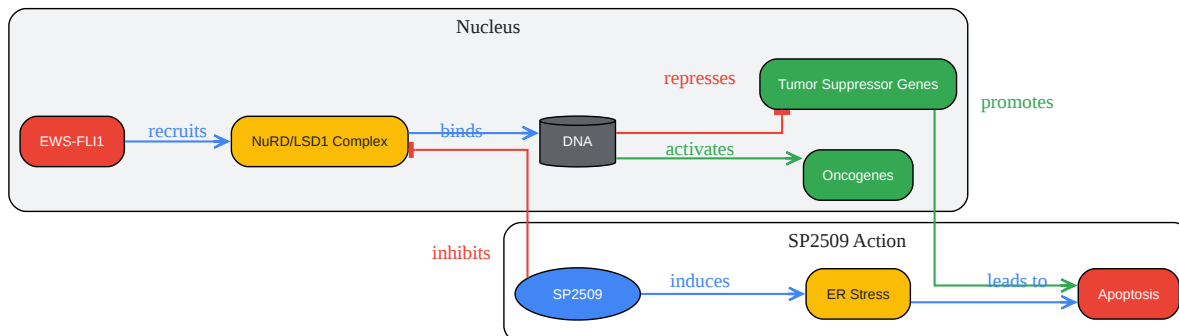 Nucleus
represses
Tumor Suppressor Genes
promotes
EWS-FLI1
recruits
NuRD/LSD1 Complex
binds
DNA
activates
Oncogenes
SP2509 Action
inhibits
SP2509
induces
ER Stress
leads to
Apoptosis